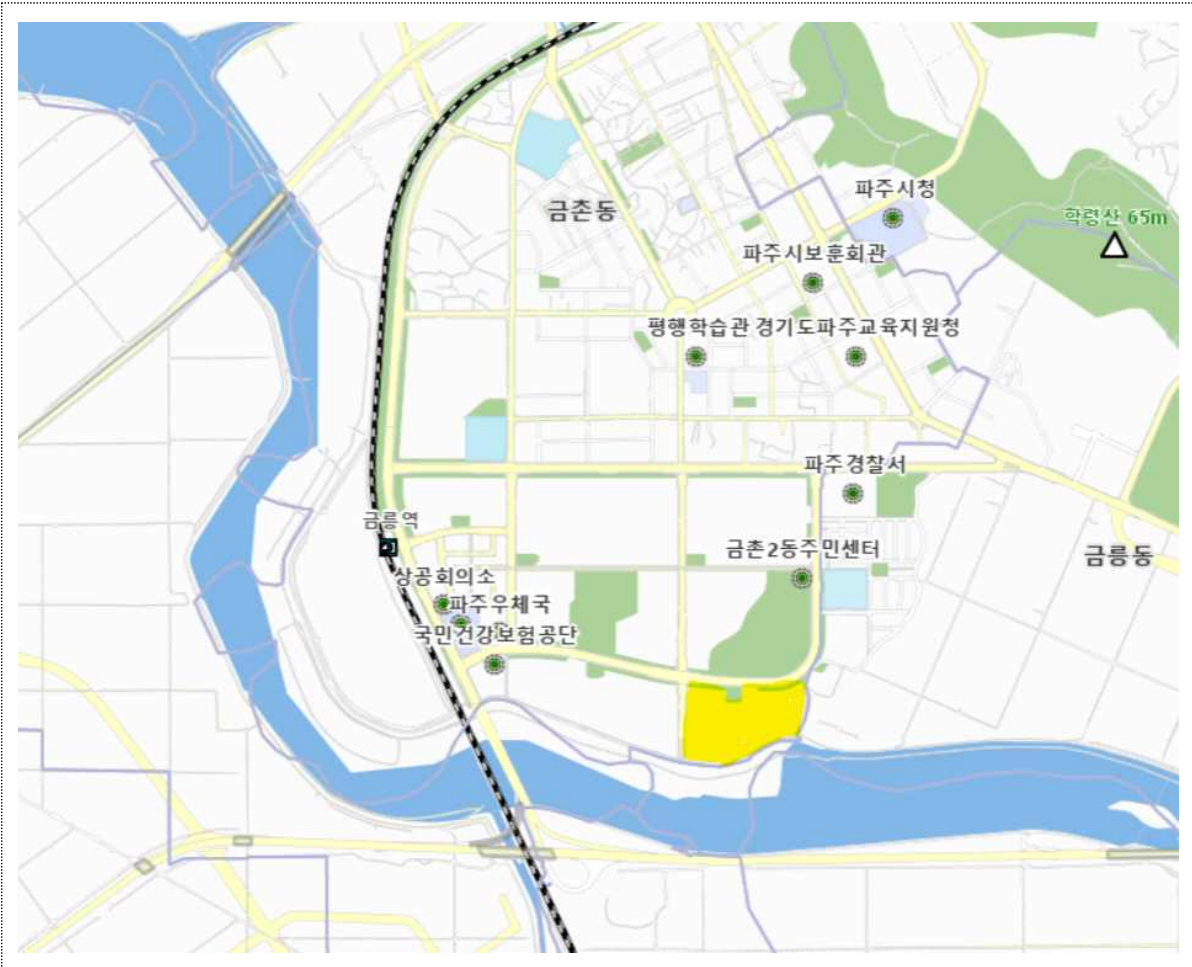 파주시청
학령산 65m
금촌동
파주시보훈회관
평행학습관 경기도파주교육지원청
파주경찰서
금릉역
금촌2동주민센터
금릉동
상공회의소
파주우체국
국민건강보험공단